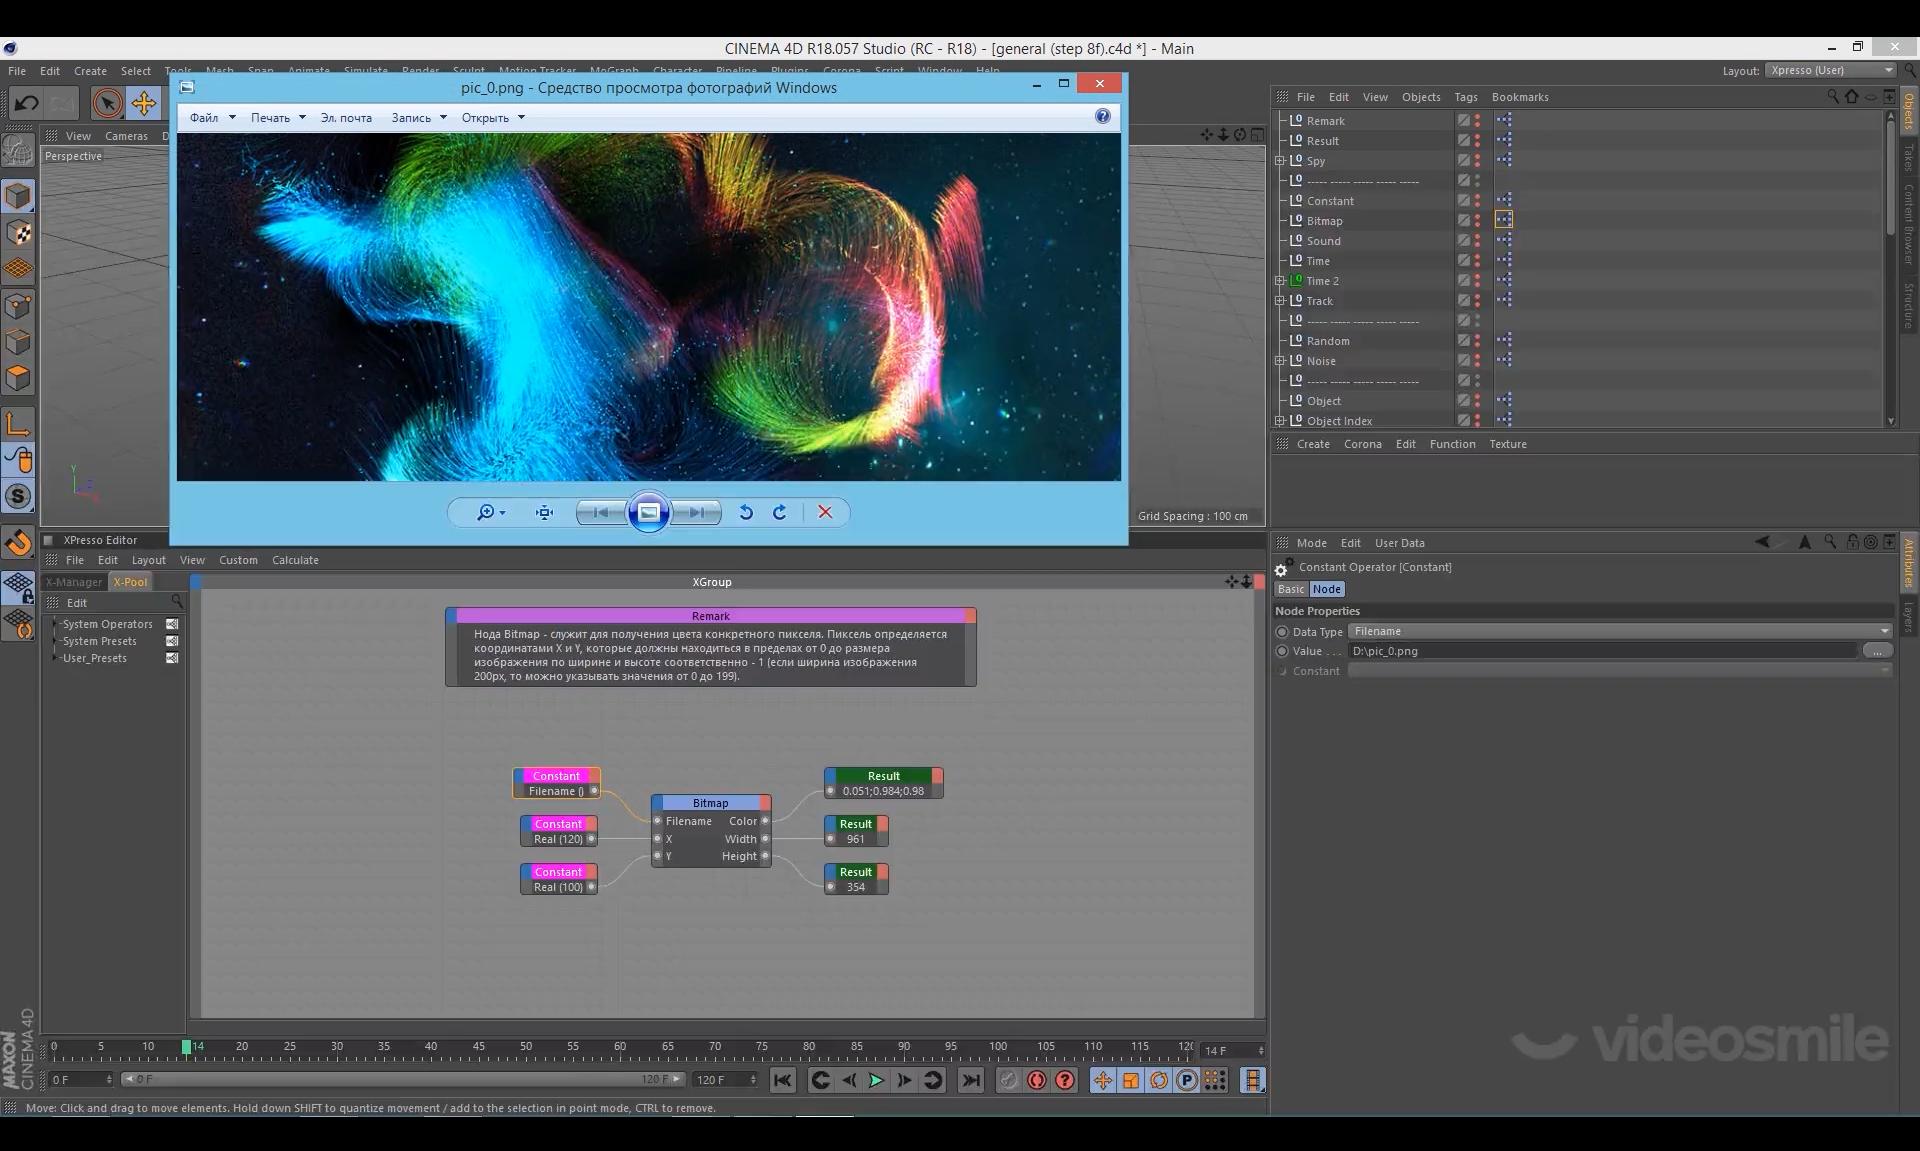 CINEMA 4D R18.057 Studio (RC - R18) - [general (step 8f).c4d *] - Main
File Edit Create Select Tools Mesh Snap Animate Simulate Render Sculpt Motion Tracker MoGraph Character Pipeline Plugins Corona Script Window Help
Layout: Xpresso (User)
pic_0.png - Средство просмотра фотографий Windows
Файл Печать Эл. почта Запись Открыть
View Cameras D
Perspective
Grid Spacing : 100 cm
Y
File Edit View Objects Tags Bookmarks
Remark
Result
Spy
----- ----- ----- ----- -----
Constant
Bitmap
Sound
Time
Time 2
Track
----- ----- ----- ----- -----
Random
Noise
----- ----- ----- ----- -----
Object
Object Index
Objects
Takes
Content Browser
Structure
Create Corona Edit Function Texture
Mode Edit User Data
Constant Operator [Constant]
Basic Node
Node Properties
Data Type Filename
Value . . . D:\pic_0.png ...
Constant
Attributes
Layers
XPresso Editor
File Edit Layout View Custom Calculate
X-Manager X-Pool
Edit
System Operators
System Presets
User_Presets
XGroup
Remark
Нода Bitmap - служит для получения цвета конкретного пикселя. Пиксель определяется
координатами X и Y, которые должны находиться в пределах от 0 до размера
изображения по ширине и высоте соответственно - 1 (если ширина изображения
200px, то можно указывать значения от 0 до 199).
Constant
Filename ()
Constant
Real (120)
Constant
Real (100)
Bitmap
Filename Color
X Width
Y Height
Result
0.051;0.984;0.98
Result
961
Result
354
0 5 10 14 20 25 30 35 40 45 50 55 60 65 70 75 80 85 90 95 100 105 110 115 120
14 F
0 F 0 F 120 F 120 F
Move: Click and drag to move elements. Hold down SHIFT to quantize movement / add to the selection in point mode, CTRL to remove.
MAXON
CINEMA 4D
videosmile